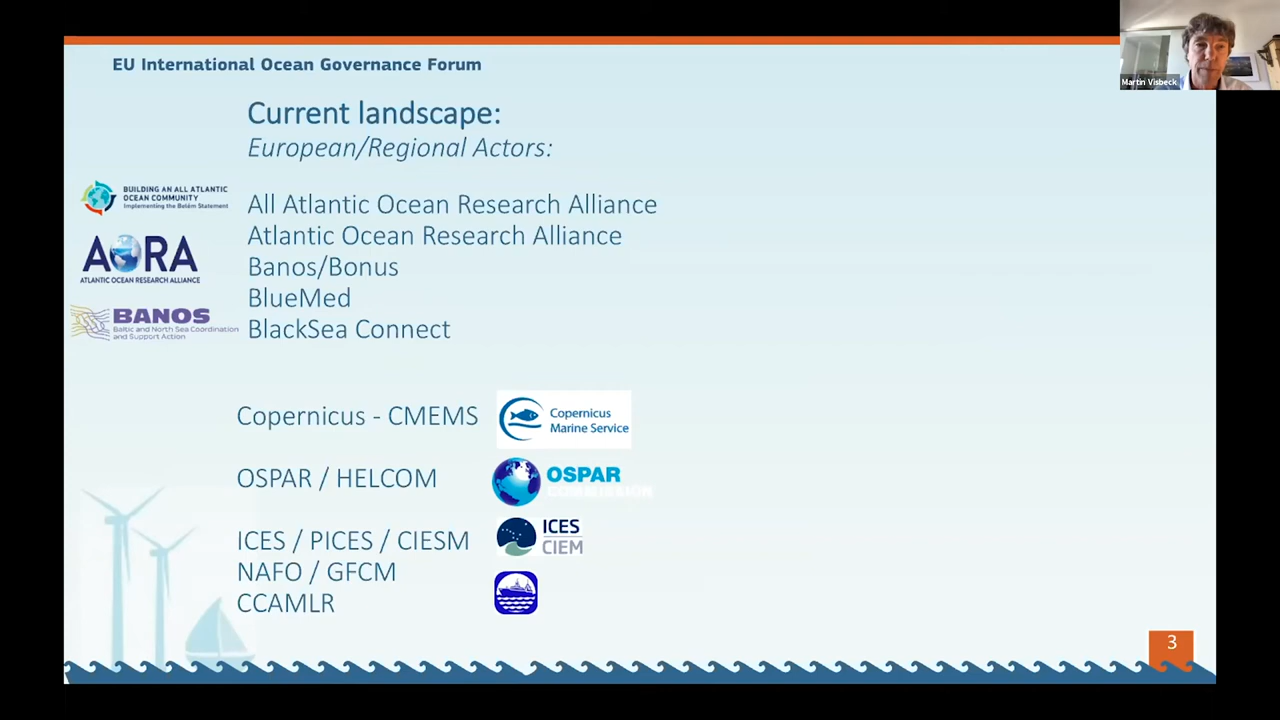 Martin Visbeck
EU International Ocean Governance Forum
Current landscape:
European/Regional Actors:
BUILDING AN ALL ATLANTIC
OCEAN COMMUNITY
Implementing the Belém Statement
All Atlantic Ocean Research Alliance
AORA
ATLANTIC OCEAN RESEARCH ALLIANCE
Atlantic Ocean Research Alliance
Banos/Bonus
BlueMed
BANOS
Baltic and North Sea Coordination
and Support Action
BlackSea Connect
Copernicus - CMEMS
Copernicus
Marine Service
OSPAR / HELCOM
OSPAR
COMMISSION
ICES / PICES / CIESM
ICES
CIEM
NAFO / GFCM
CCAMLR
3